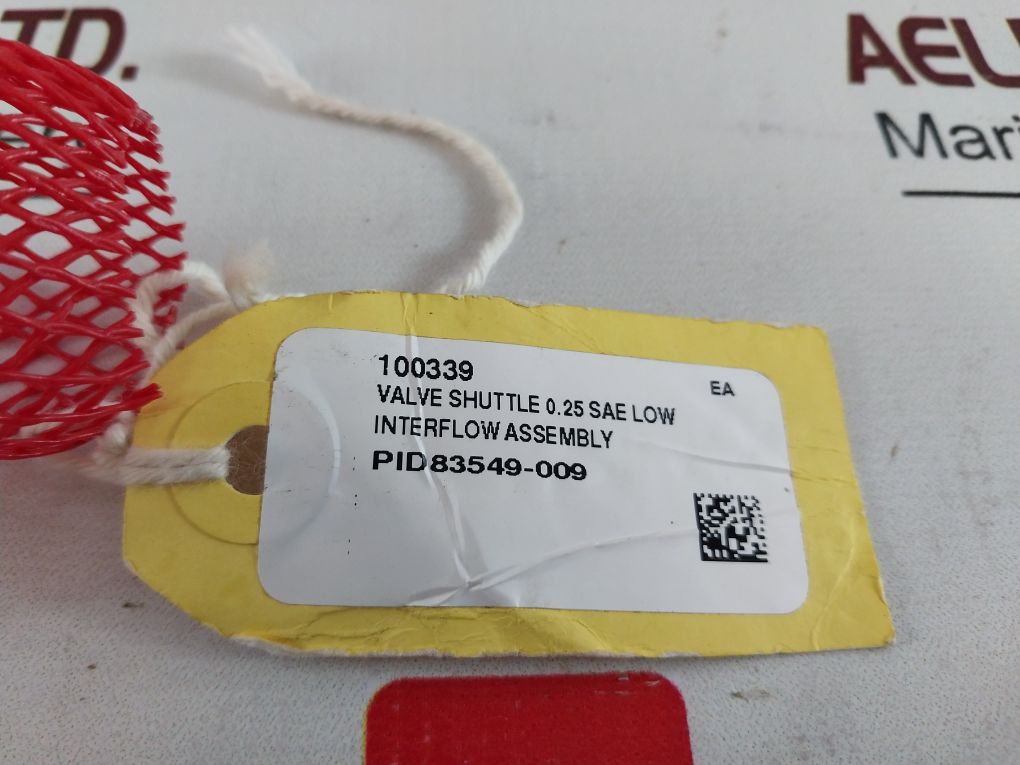 TD.
AEL
Mari
100339
EA
VALVE SHUTTLE 0.25 SAE LOW
INTERFLOW ASSEMBLY
PID83549-009